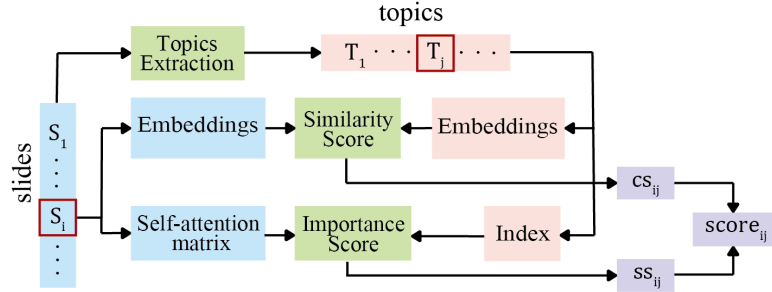 topics
Topics
Extraction
T1 · · · Tj · · ·
slides
S1
·
·
·
Si
·
·
·
Embeddings
Similarity
Score
Embeddings
Self-attention
matrix
Importance
Score
Index
csij
ssij
scoreij